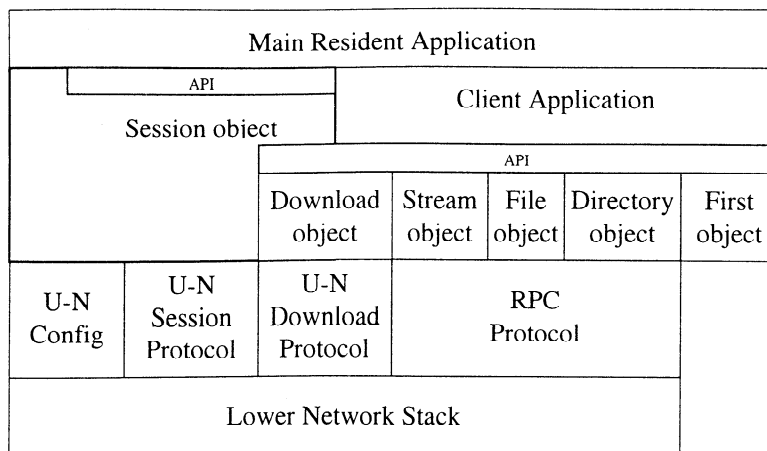 Main Resident Application
API
Client Application
Session object
API
Download
object
Stream
object
File
object
Directory
object
First
object
U-N
Config
U-N
Session
Protocol
U-N
Download
Protocol
RPC
Protocol
Lower Network Stack